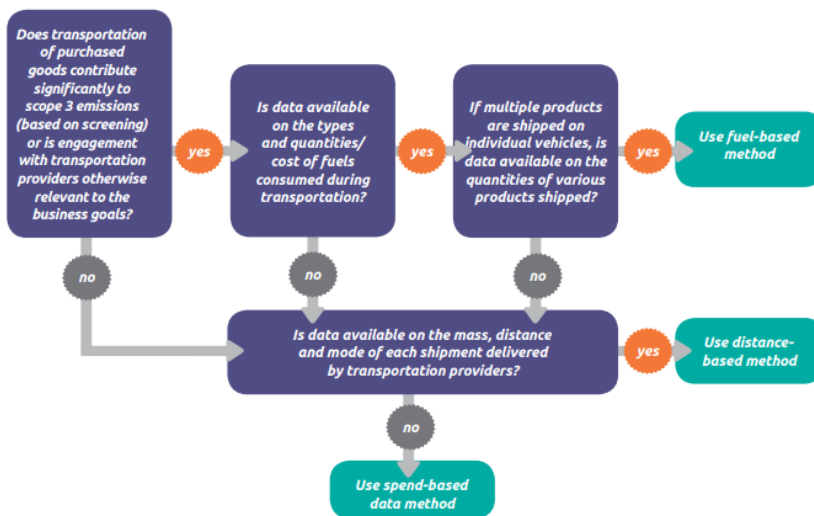 Does transportation
of purchased
goods contribute
significantly to
scope 3 emissions
(based on screening)
or is engagement
with transportation
providers otherwise
relevant to the
business goals?
yes
Is data available
on the types
and quantities/
cost of fuels
consumed during
transportation?
yes
If multiple products
are shipped on
individual vehicles, is
data available on the
quantities of various
products shipped?
yes
Use fuel-based
method
no
no
no
Is data available on the mass, distance
and mode of each shipment delivered
by transportation providers?
yes
Use distance-
based method
no
Use spend-based
data method